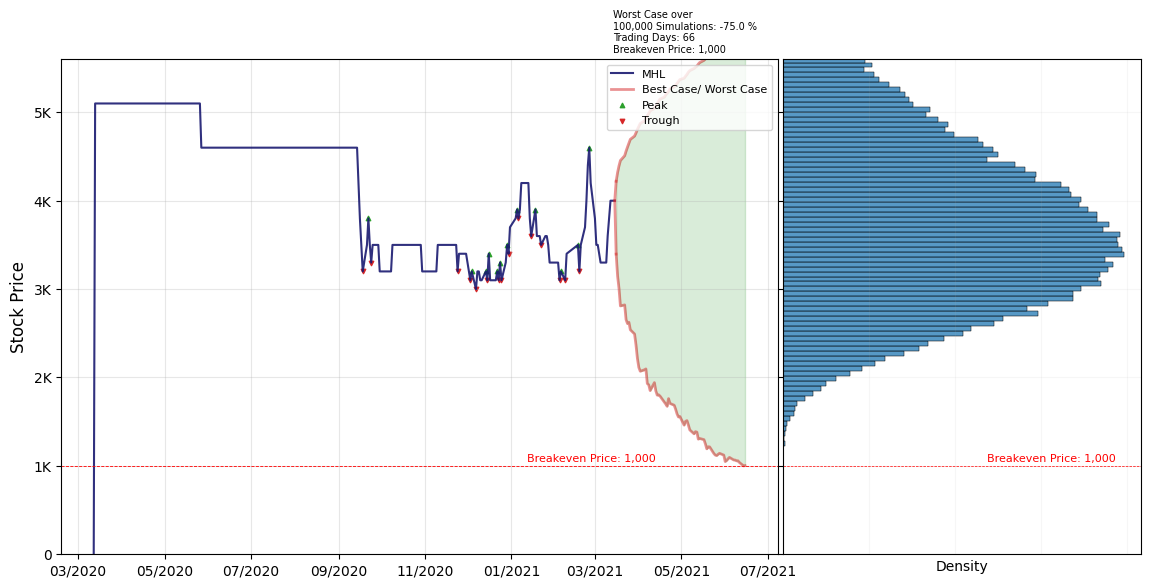 Worst Case over
100,000 Simulations: -75.0 %
Trading Days: 66
Breakeven Price: 1,000
MHL
Best Case/ Worst Case
Peak
Trough
Stock Price
5K
4K
3K
2K
1K
0
Breakeven Price: 1,000
Breakeven Price: 1,000
03/2020 05/2020 07/2020 09/2020 11/2020 01/2021 03/2021 05/2021 07/2021
Density